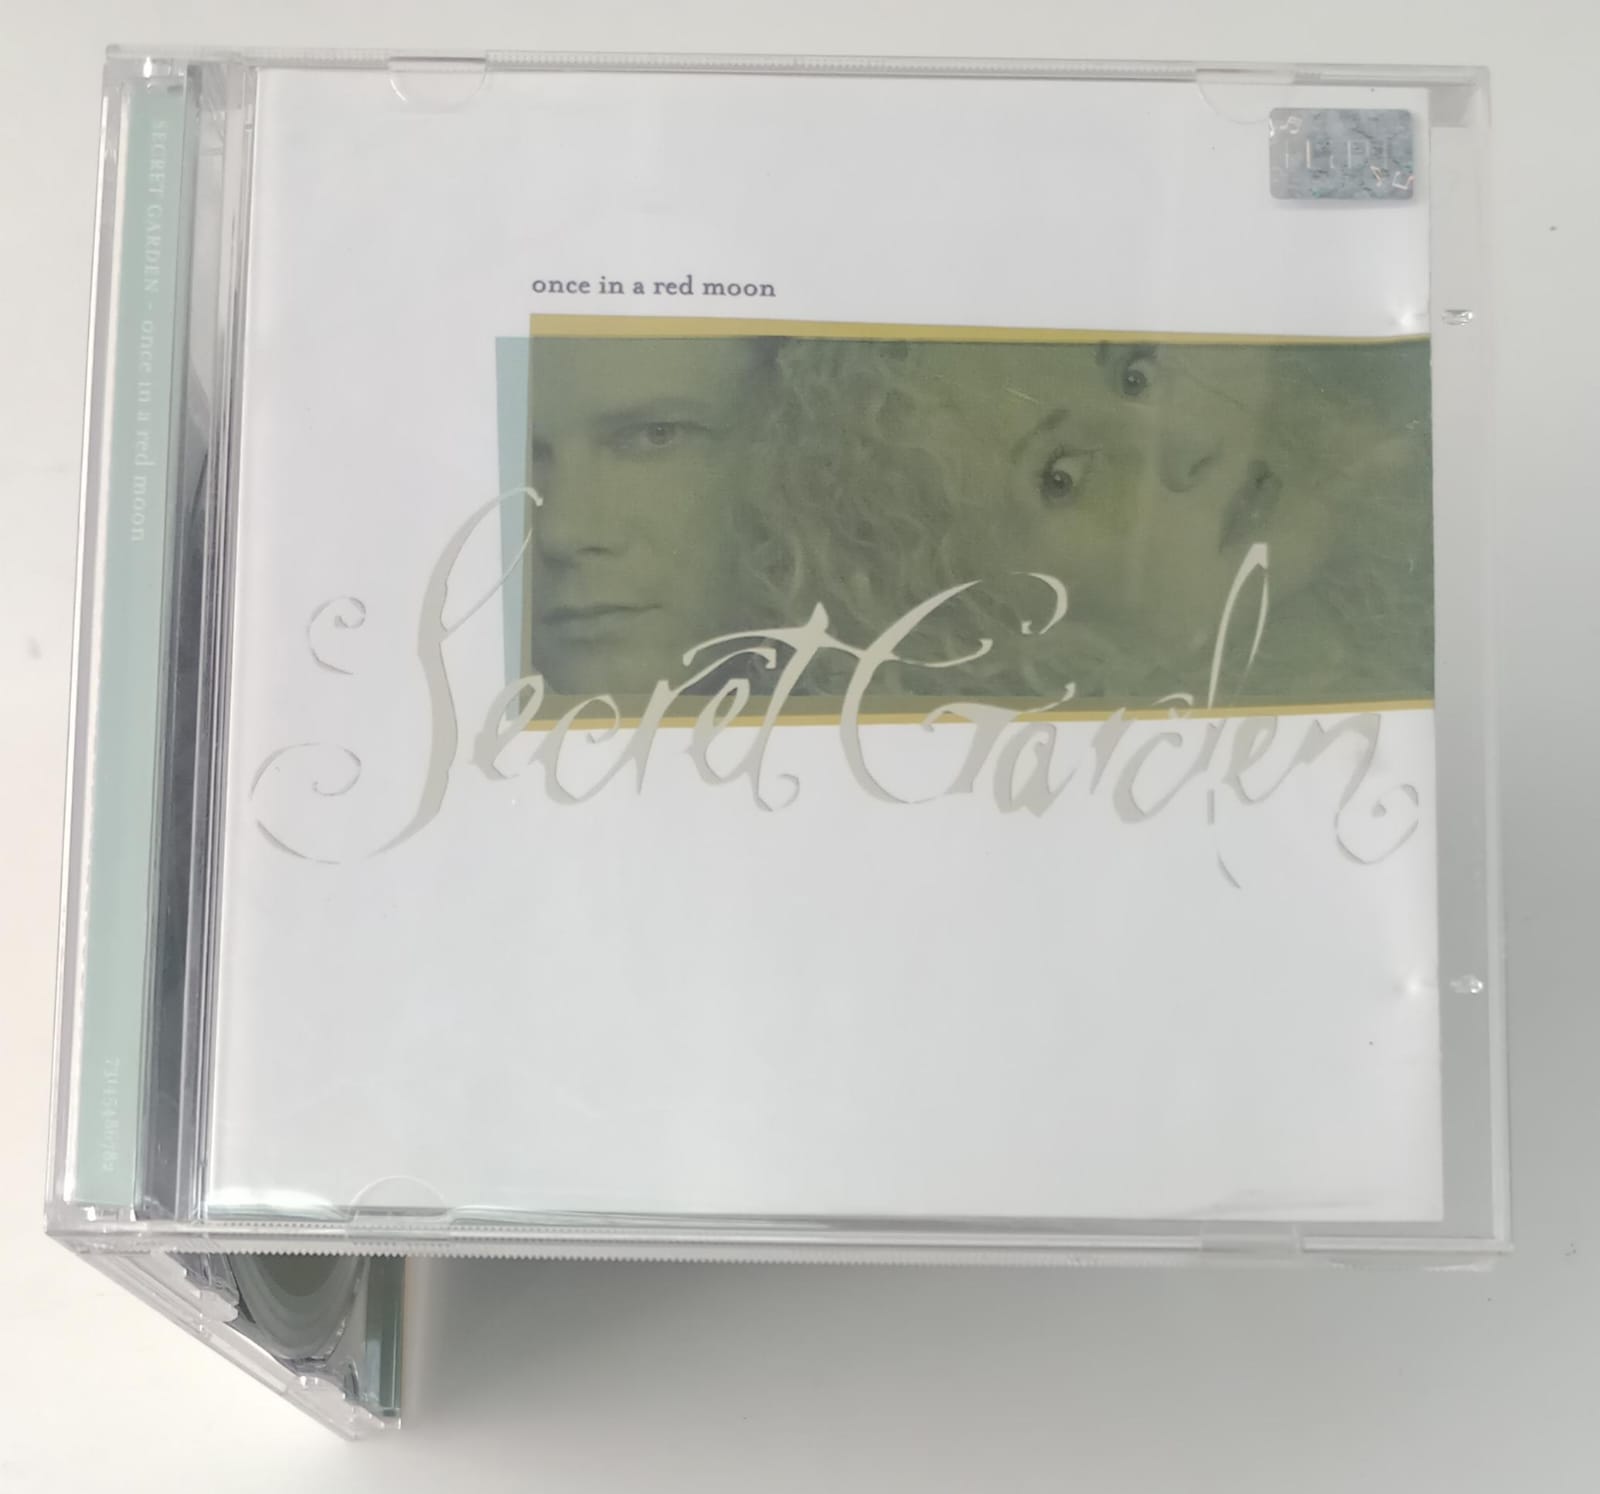 once in a red moon
Secret Garden
SECRET GARDEN - once in a red moon